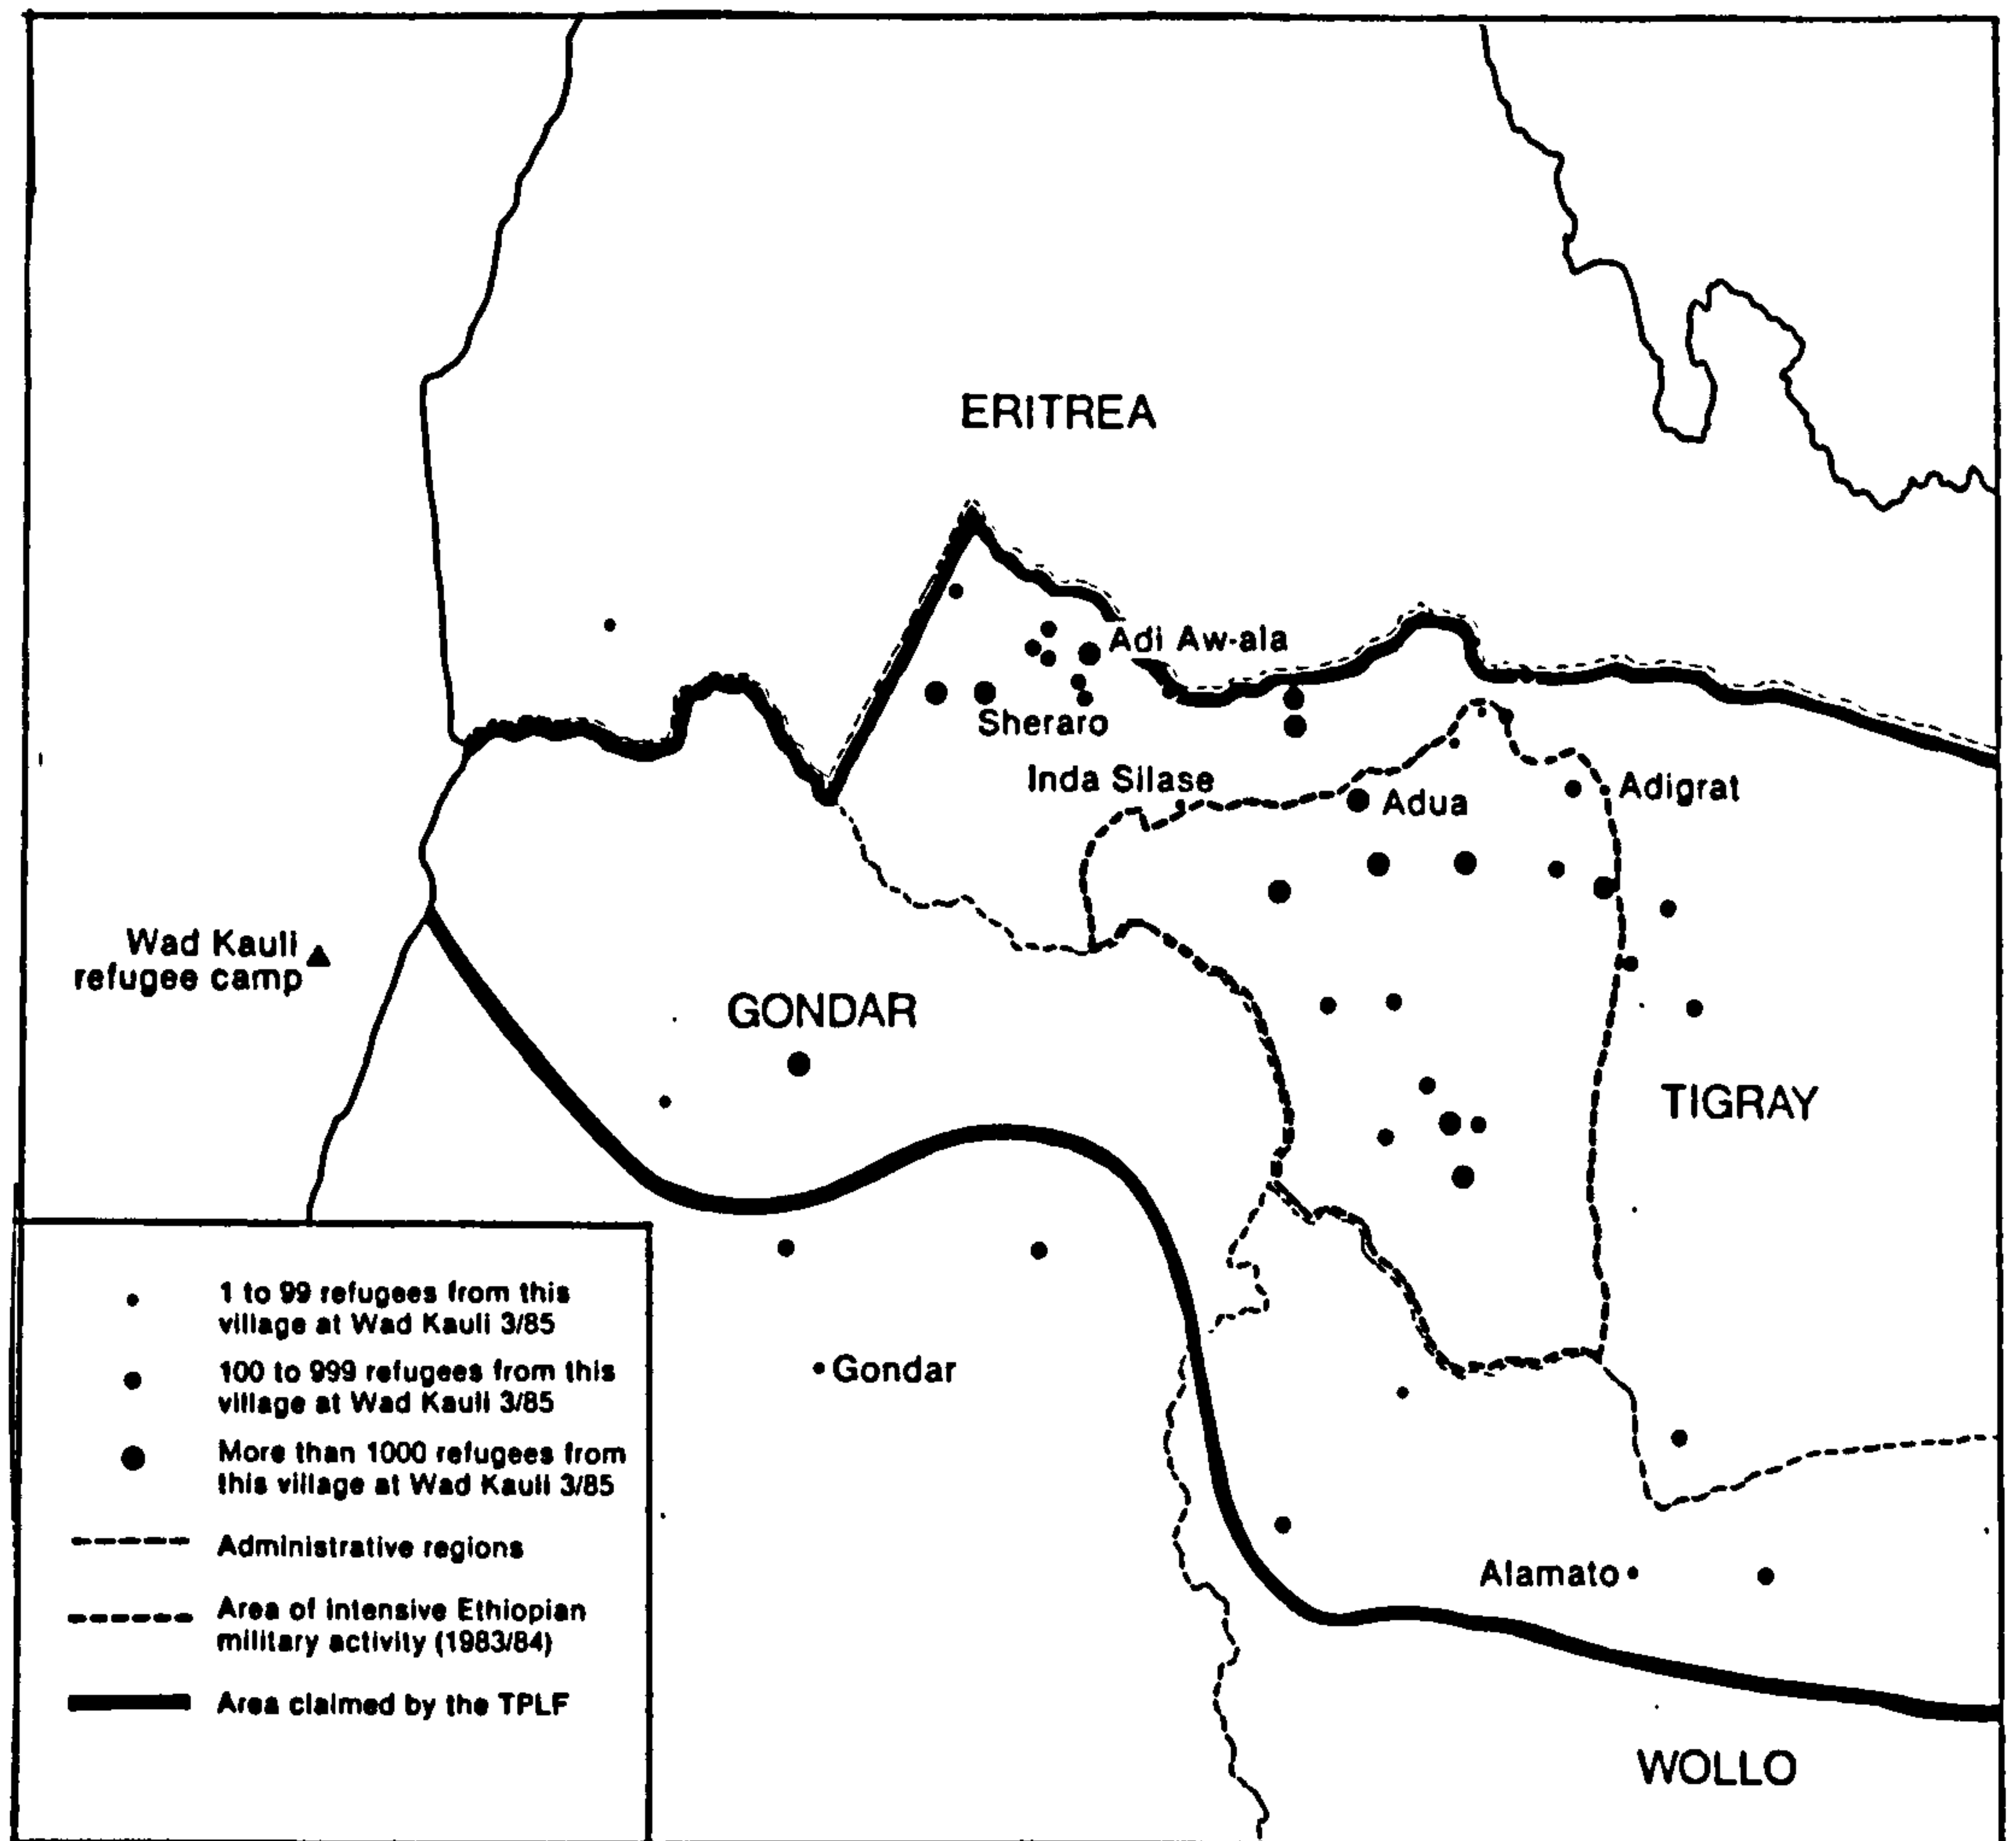 ERITREA
Adi Aw-ala
Sheraro
Inda Silase
Adua
Adigrat
Wad Kauli
refugee camp
GONDAR
TIGRAY
Gondar
Alamato
WOLLO
1 to 99 refugees from this
village at Wad Kauli 3/85
100 to 999 refugees from this
village at Wad Kauli 3/85
More than 1000 refugees from
this village at Wad Kauli 3/85
Administrative regions
Area of intensive Ethiopian
military activity (1983/84)
Area claimed by the TPLF